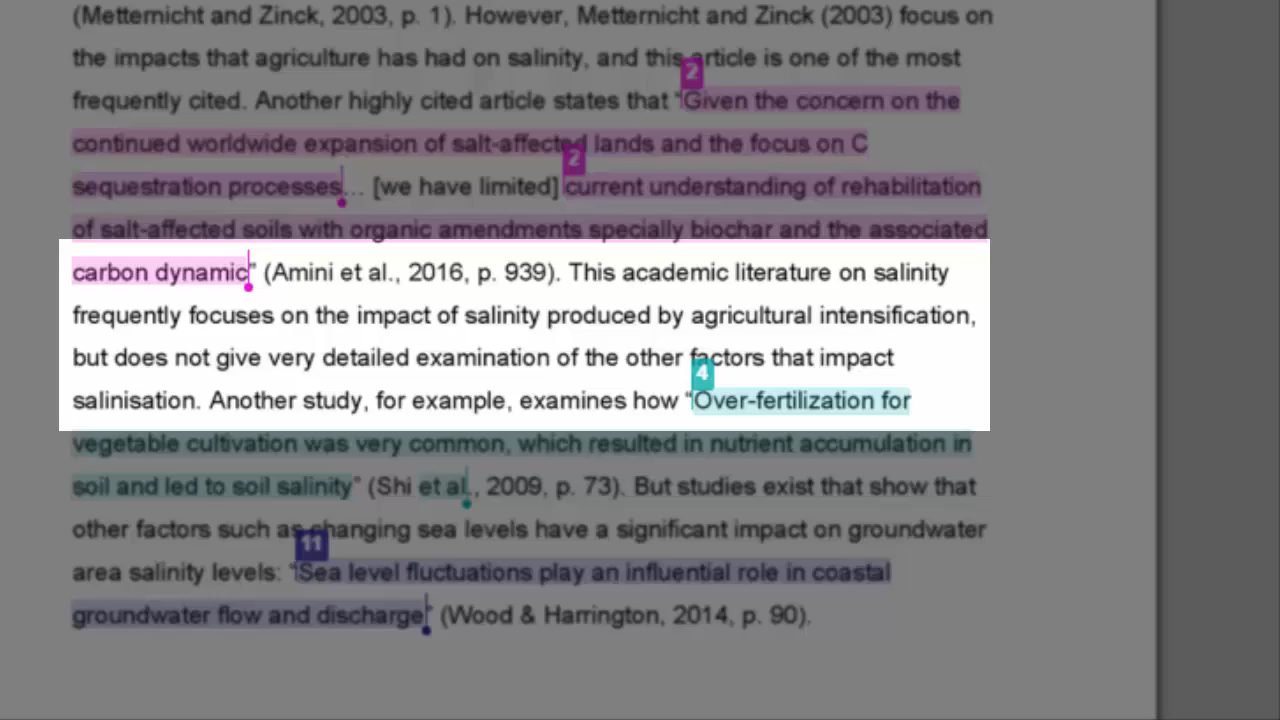 (Metternicht and Zinck, 2003, p. 1). However, Metternicht and Zinck (2003) focus on
the impacts that agriculture has had on salinity, and this article is one of the most
2
frequently cited. Another highly cited article states that “Given the concern on the
continued worldwide expansion of salt-affected lands and the focus on C
2
sequestration processes… [we have limited] current understanding of rehabilitation
of salt-affected soils with organic amendments specially biochar and the associated
carbon dynamic” (Amini et al., 2016, p. 939). This academic literature on salinity
frequently focuses on the impact of salinity produced by agricultural intensification,
but does not give very detailed examination of the other factors that impact
4
salinisation. Another study, for example, examines how “Over-fertilization for
vegetable cultivation was very common, which resulted in nutrient accumulation in
soil and led to soil salinity” (Shi et al., 2009, p. 73). But studies exist that show that
other factors such as changing sea levels have a significant impact on groundwater
11
area salinity levels: “Sea level fluctuations play an influential role in coastal
groundwater flow and discharge” (Wood & Harrington, 2014, p. 90).